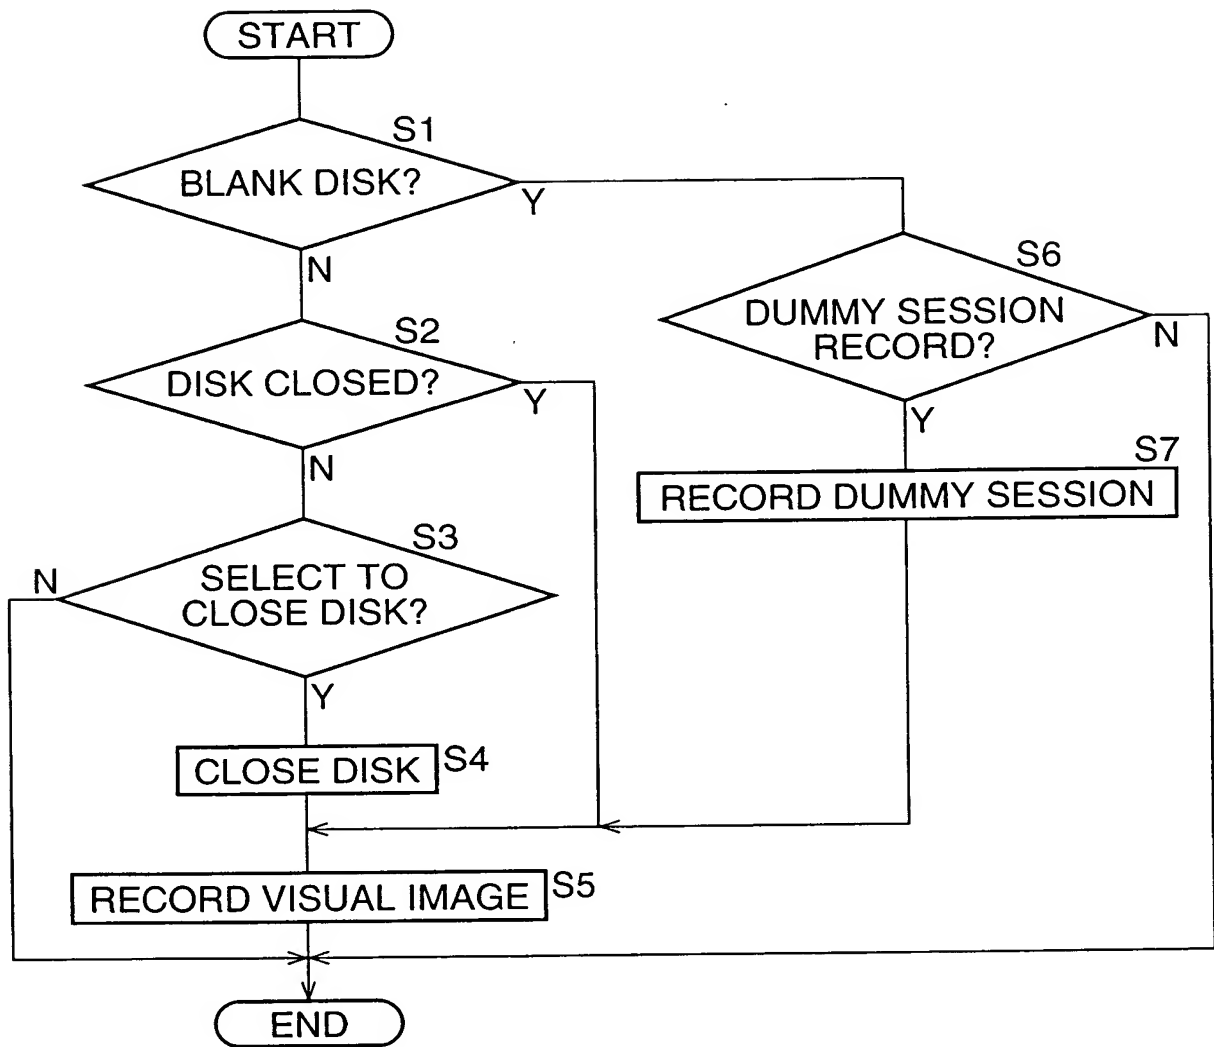 START
S1
BLANK DISK?
Y
N
S6
DUMMY SESSION
RECORD?
N
Y
S2
DISK CLOSED?
Y
N
S7
RECORD DUMMY SESSION
S3
N
SELECT TO
CLOSE DISK?
Y
CLOSE DISK
S4
RECORD VISUAL IMAGE
S5
END